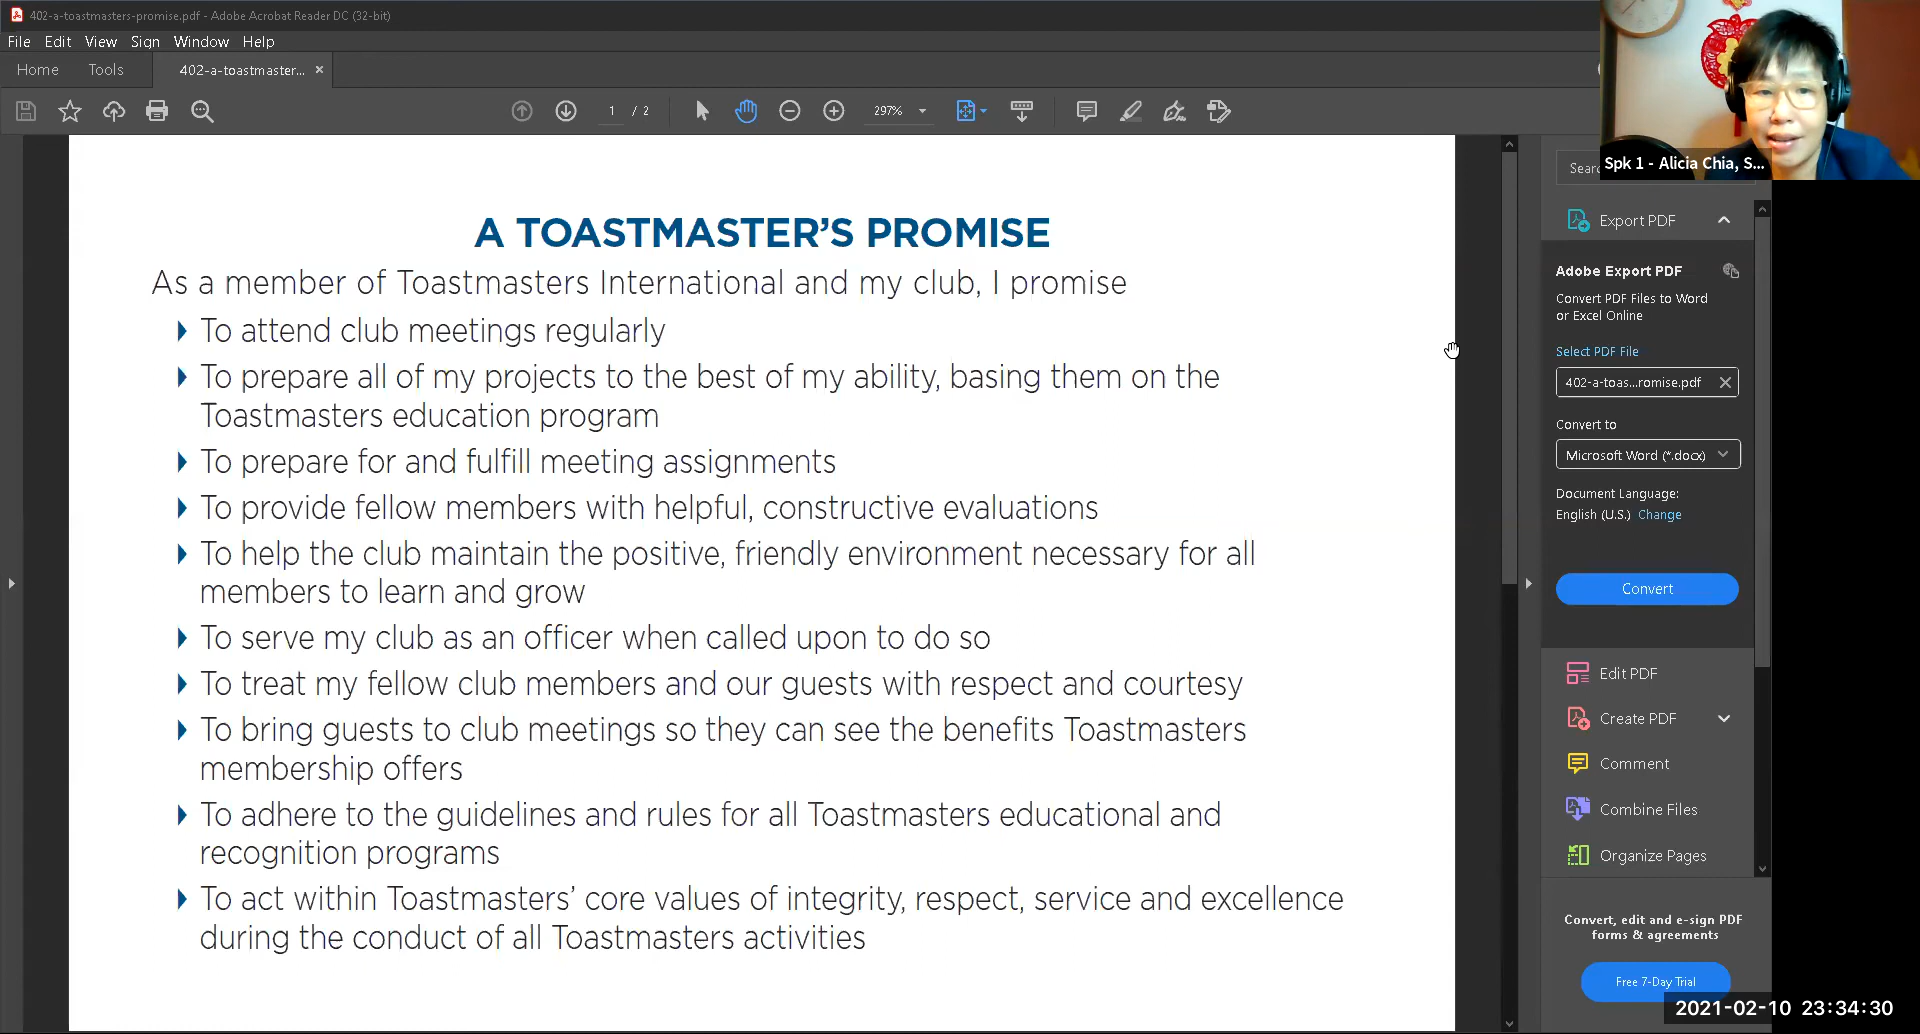 402-a-toastmasters-promise.pdf - Adobe Acrobat Reader DC (32-bit)
File Edit View Sign Window Help
Home Tools 402-a-toastmaster... ×
1 / 2 297%
Spk 1 - Alicia Chia, S...
A TOASTMASTER’S PROMISE
As a member of Toastmasters International and my club, I promise
To attend club meetings regularly
To prepare all of my projects to the best of my ability, basing them on the
Toastmasters education program
To prepare for and fulfill meeting assignments
To provide fellow members with helpful, constructive evaluations
To help the club maintain the positive, friendly environment necessary for all
members to learn and grow
To serve my club as an officer when called upon to do so
To treat my fellow club members and our guests with respect and courtesy
To bring guests to club meetings so they can see the benefits Toastmasters
membership offers
To adhere to the guidelines and rules for all Toastmasters educational and
recognition programs
To act within Toastmasters’ core values of integrity, respect, service and excellence
during the conduct of all Toastmasters activities
Export PDF
Adobe Export PDF
Convert PDF Files to Word
or Excel Online
Select PDF File
402-a-toas...romise.pdf
Convert to
Microsoft Word (*.docx)
Document Language:
English (U.S.) Change
Convert
Edit PDF
Create PDF
Comment
Combine Files
Organize Pages
Convert, edit and e-sign PDF
forms & agreements
Free 7-Day Trial
2021-02-10 23:34:30